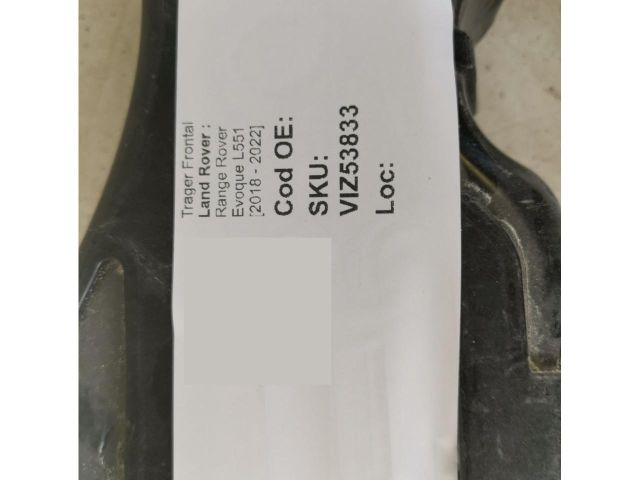 Trager Frontal
Land Rover :
Range Rover
Evoque L551
[2018 - 2022]
Cod OE:
SKU:
VIZ53833
Loc: